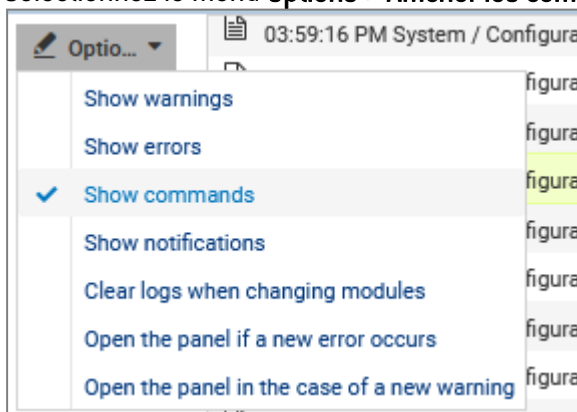 Options
03:59:16 PM System / Configura
Optio...
figura
Show warnings
figura
Show errors
figura
Show commands
figura
Show notifications
figura
Clear logs when changing modules
figura
Open the panel if a new error occurs
figura
Open the panel in the case of a new warning
figura